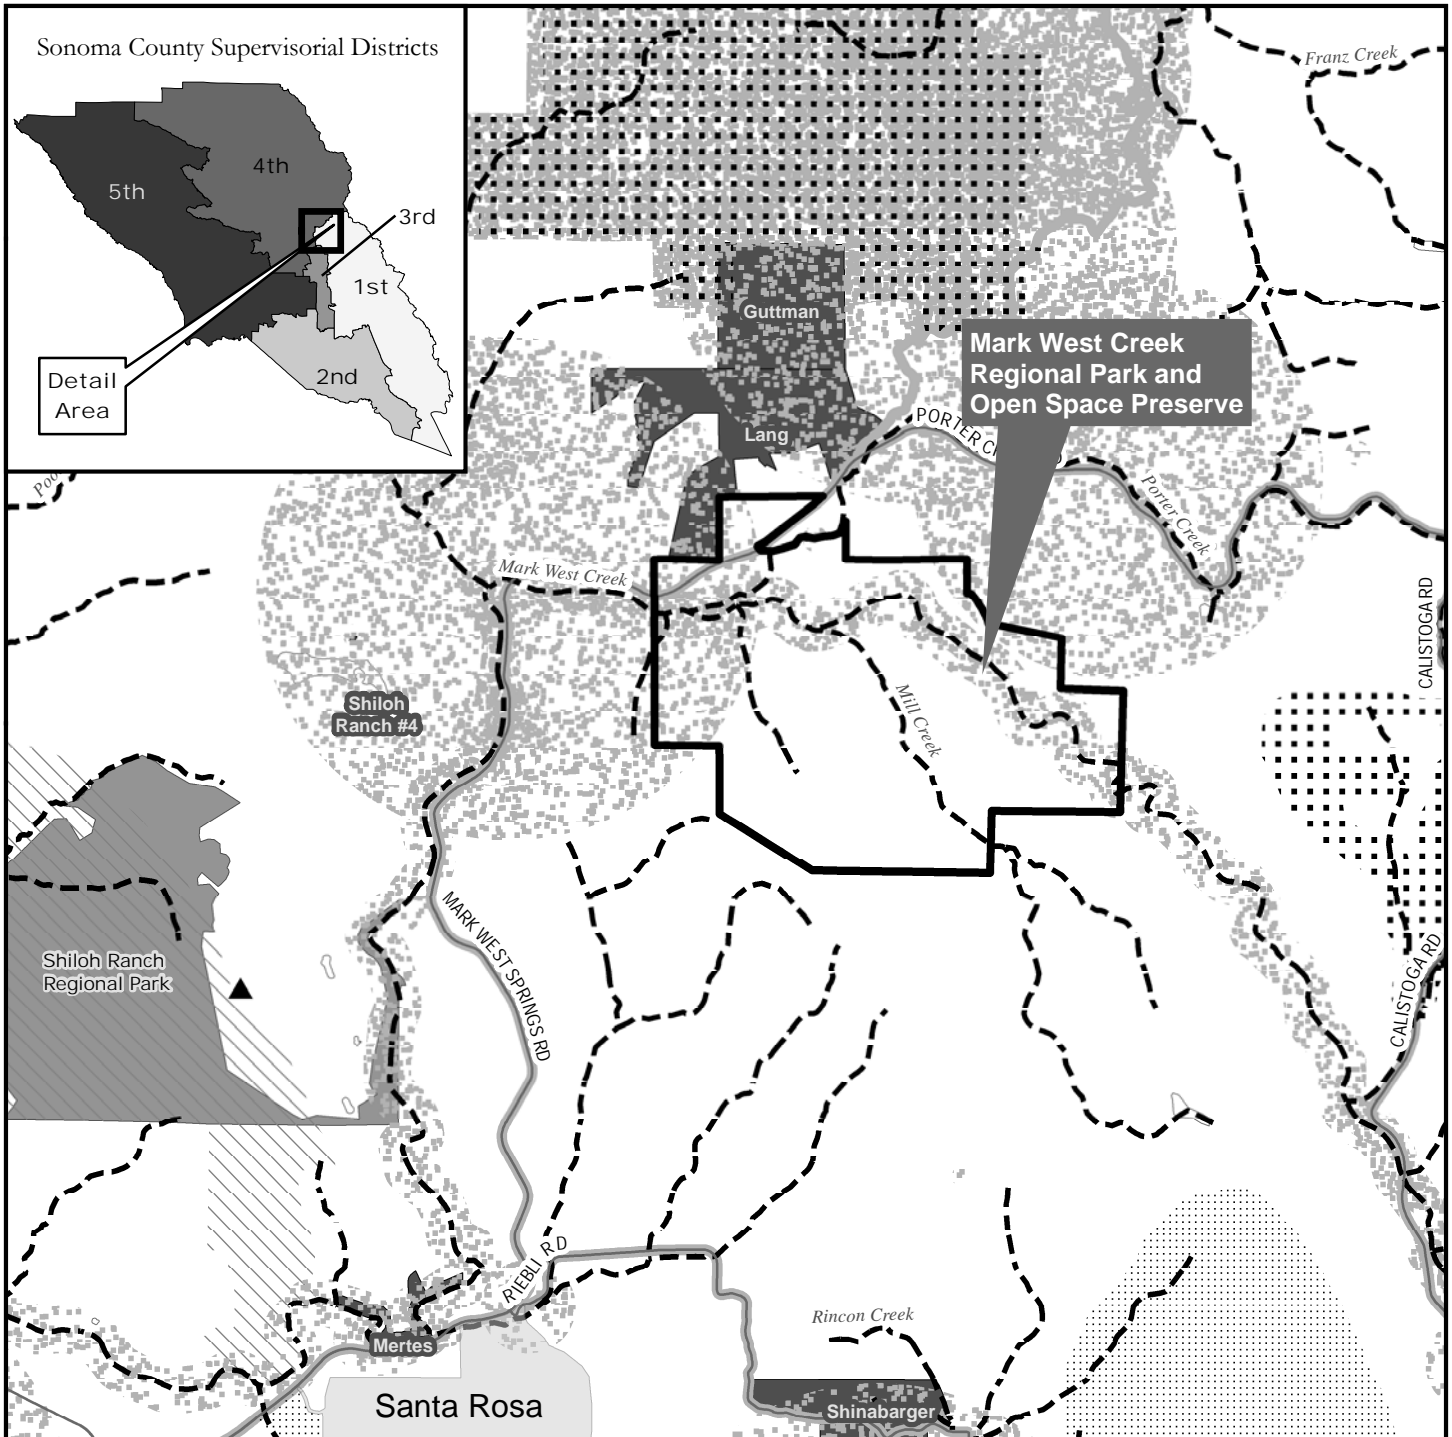 Sonoma County Supervisorial Districts
4th
5th
3rd
1st
2nd
Detail
Area
Franz Creek
Guttman
Mark West Creek
Regional Park and
Open Space Preserve
Lang
PORTER C
D
Poo
Porter Creek
Mark West Creek
CALISTOGA RD
Shiloh
Ranch #4
Mill Creek
MARK WEST SPRINGS RD
Shiloh Ranch
Regional Park
CALISTOGA RD
RIEBLI RD
Rincon Creek
Mertes
Santa Rosa
Shinabarger